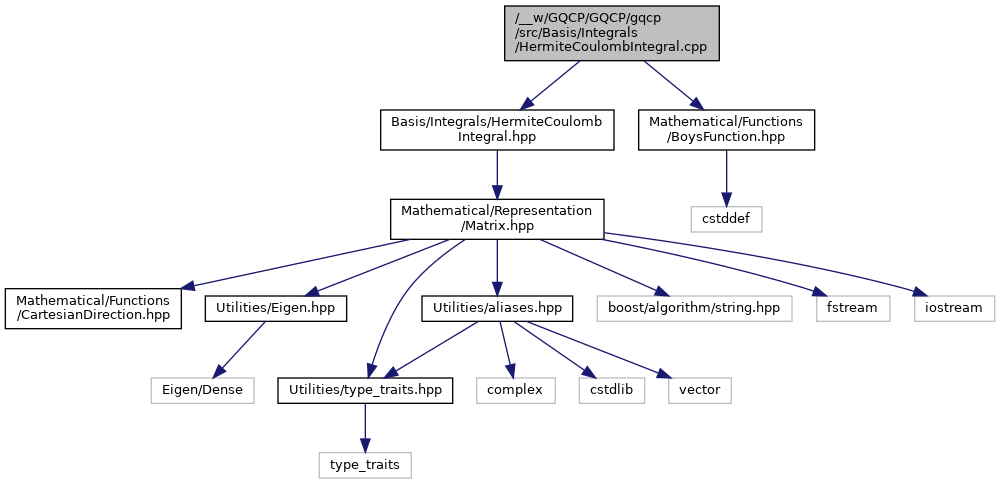 /__w/GQCP/GQCP/gqcp
/src/Basis/Integrals
/HermiteCoulombIntegral.cpp
Basis/Integrals/HermiteCoulomb
Integral.hpp
Mathematical/Functions
/BoysFunction.hpp
Mathematical/Representation
/Matrix.hpp
cstddef
Mathematical/Functions
/CartesianDirection.hpp
Utilities/Eigen.hpp
Utilities/aliases.hpp
boost/algorithm/string.hpp
fstream
iostream
Eigen/Dense
Utilities/type_traits.hpp
complex
cstdlib
vector
type_traits